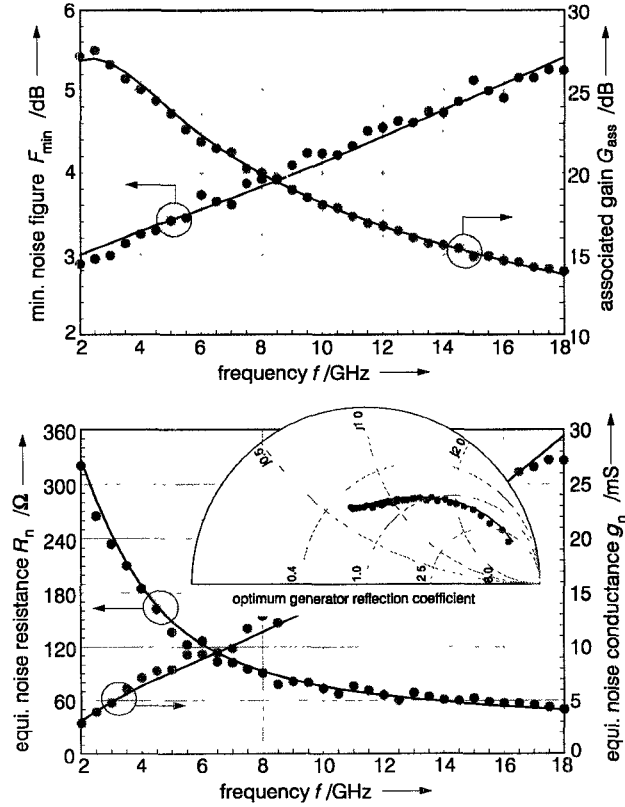 6
5
4
3
2
min. noise figure F_min /dB
30
25
20
15
10
associated gain G_ass /dB
2 4 6 8 10 12 14 16 18
frequency f /GHz
360
300
240
180
120
60
0
equi. noise resistance R_n /Ω
j0.5
j1.0
j2.0
0.4 1.0 2.5
optimum generator reflection coefficient
30
25
20
15
10
5
0
equi. noise conductance g_n /mS
2 4 6 8 10 12 14 16 18
frequency f /GHz